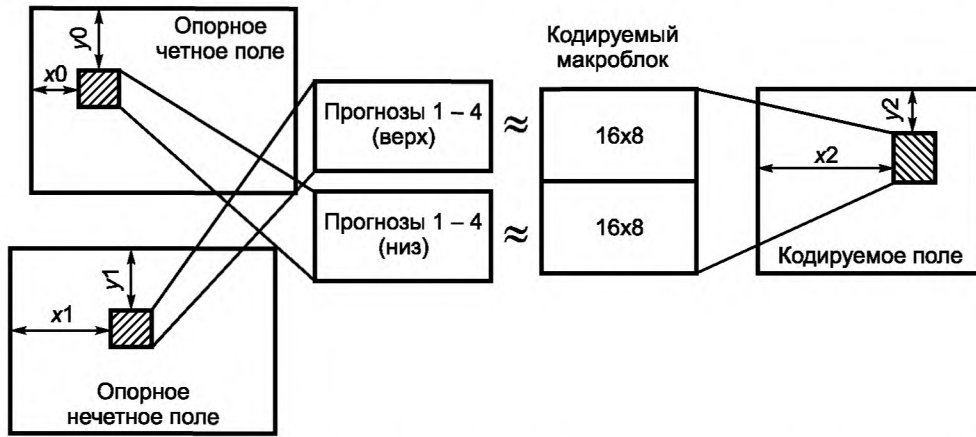 Опорное
четное поле
y0
x0
Кодируемый
макроблок
Прогнозы 1 – 4
(верх)
≈
16x8
y2
x2
Прогнозы 1 – 4
(низ)
≈
16x8
Кодируемое поле
y1
x1
Опорное
нечетное поле